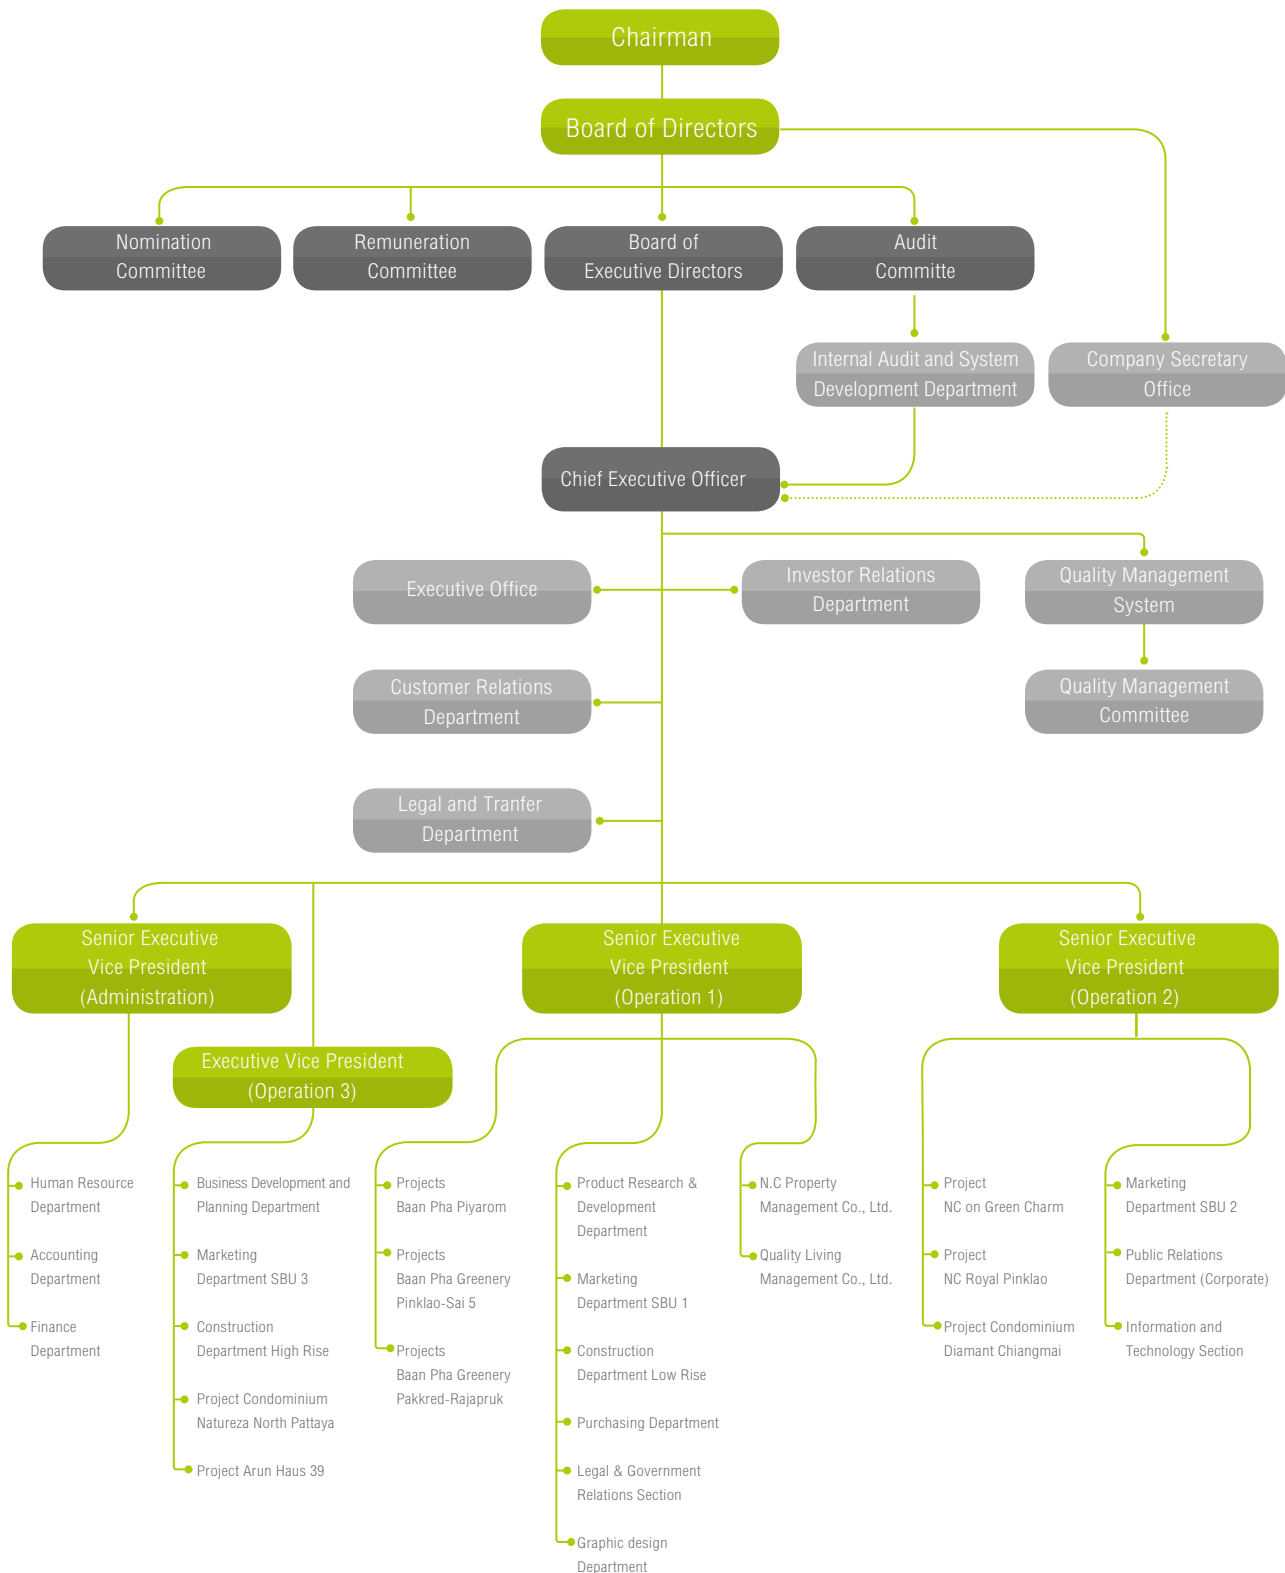 Chairman
Board of Directors
Nomination
Committee
Remuneration
Committee
Board of
Executive Directors
Audit
Committe
Internal Audit and System
Development Department
Company Secretary
Office
Chief Executive Officer
Executive Office
Investor Relations
Department
Quality Management
System
Customer Relations
Department
Quality Management
Committee
Legal and Tranfer
Department
Senior Executive
Vice President
(Administration)
Senior Executive
Vice President
(Operation 1)
Senior Executive
Vice President
(Operation 2)
Executive Vice President
(Operation 3)
Human Resource
Department
Accounting
Department
Finance
Department
Business Development and
Planning Department
Marketing
Department SBU 3
Construction
Department High Rise
Project Condominium
Natureza North Pattaya
Project Arun Haus 39
Projects
Baan Pha Piyarom
Projects
Baan Pha Greenery
Pinklao-Sai 5
Projects
Baan Pha Greenery
Pakkred-Rajapruk
Product Research &
Development
Department
Marketing
Department SBU 1
Construction
Department Low Rise
Purchasing Department
Legal & Government
Relations Section
Graphic design
Department
N.C Property
Management Co., Ltd.
Quality Living
Management Co., Ltd.
Project
NC on Green Charm
Project
NC Royal Pinklao
Project Condominium
Diamant Chiangmai
Marketing
Department SBU 2
Public Relations
Department (Corporate)
Information and
Technology Section